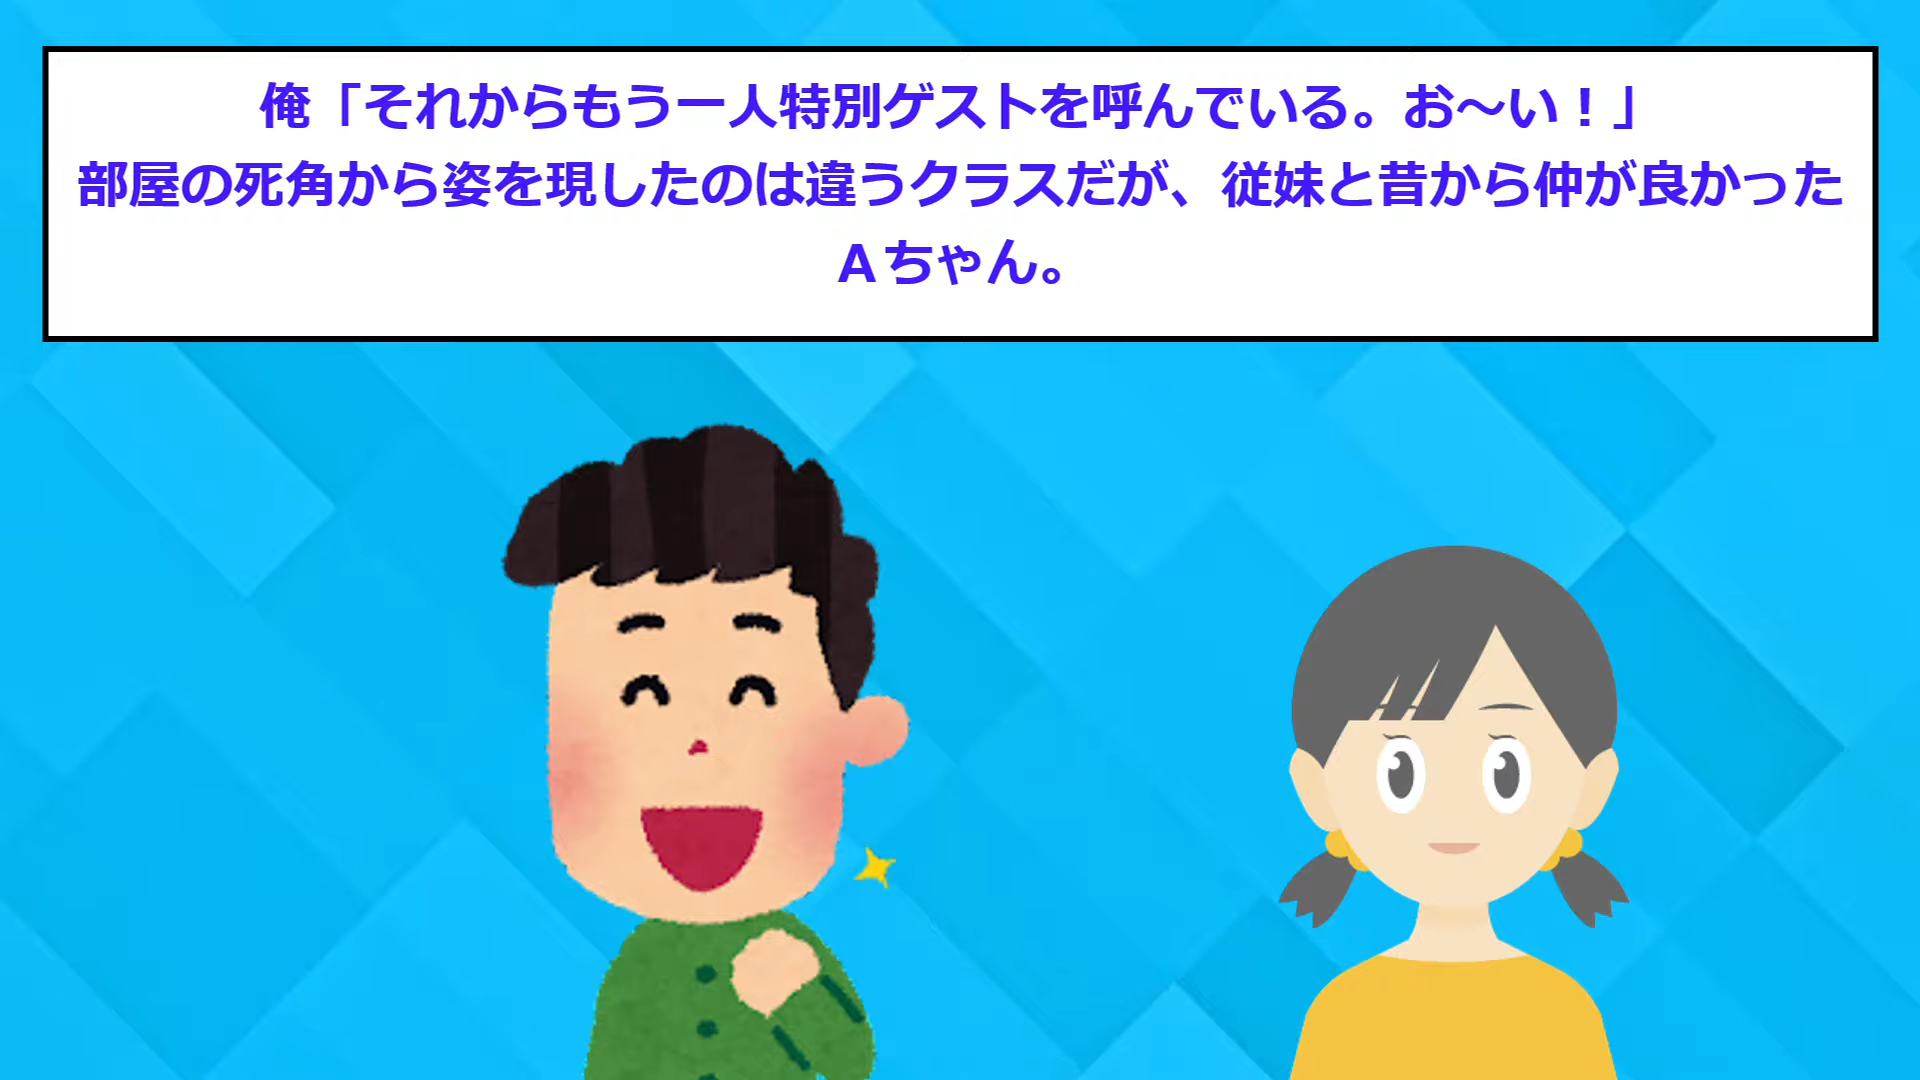 俺「それからもう一人特別ゲストを呼んでいる。お～い！」
部屋の死角から姿を現したのは違うクラスだが、従妹と昔から仲が良かった
Ａちゃん。